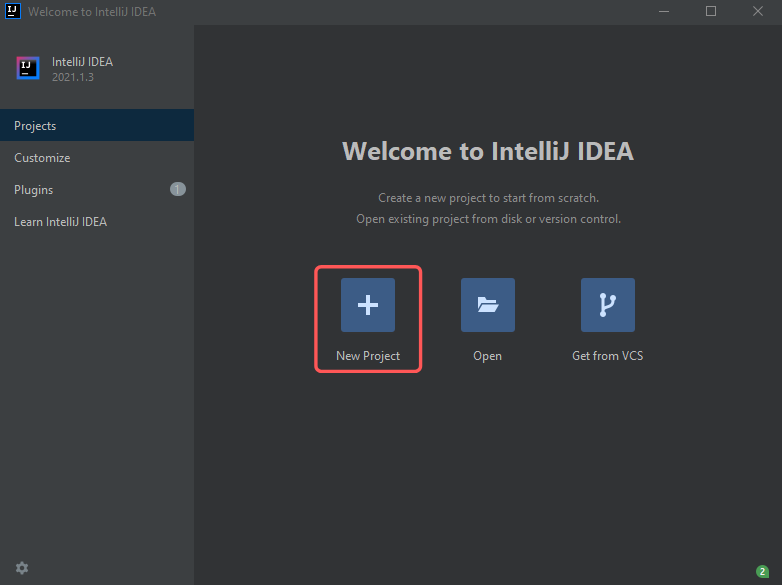 IJ Welcome to IntelliJ IDEA
IJ
IntelliJ IDEA
2021.1.3
Projects
Customize
Plugins
1
Learn IntelliJ IDEA
Welcome to IntelliJ IDEA
Create a new project to start from scratch.
Open existing project from disk or version control.
New Project
Open
Get from VCS
2